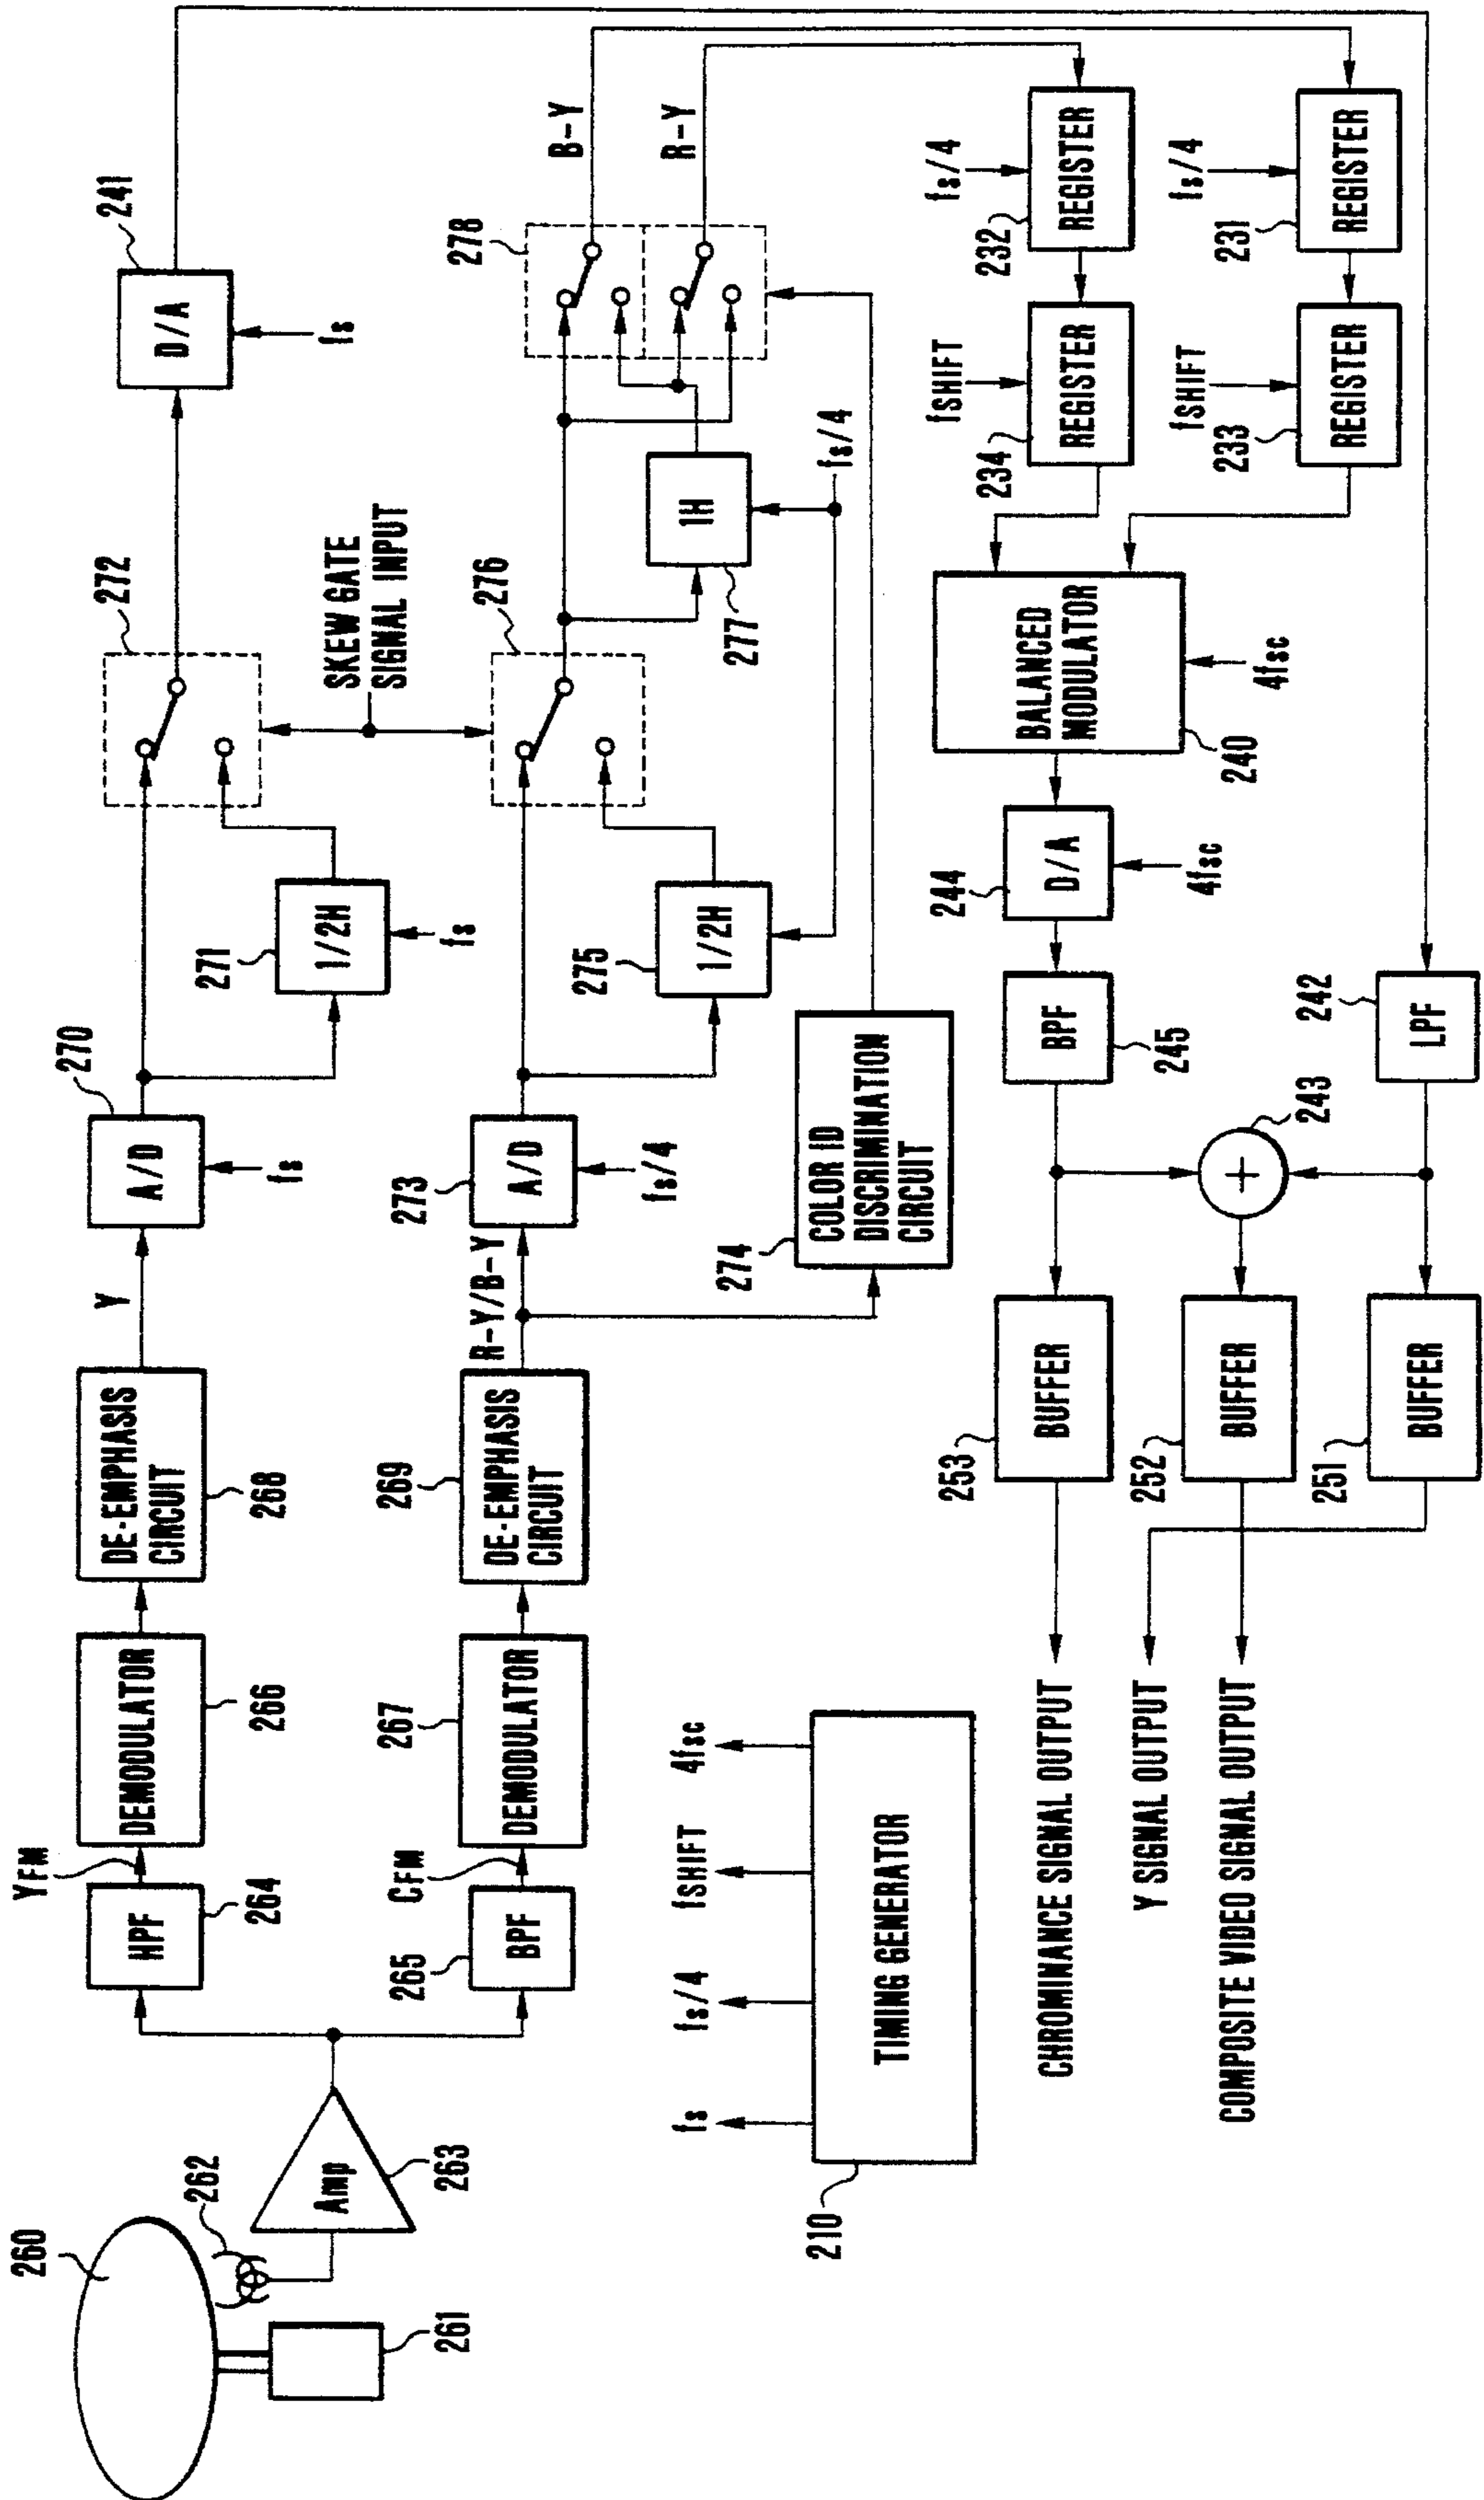 260
261
262
Amp
263
YFM
HPF
264
DEMODULATOR
266
DE-EMPHASIS
CIRCUIT
268
Y
270
A/D
fs
271
1/2H
fs
272
SKEW GATE
SIGNAL INPUT
241
D/A
fs
CFM
265
BPF
267
DEMODULATOR
269
DE-EMPHASIS
CIRCUIT
R-Y/B-Y
273
A/D
fs/4
275
1/2H
276
277
1H
fs/4
278
B-Y
R-Y
274
COLOR ID
DISCRIMINATION
CIRCUIT
210
fs
fs/4
fSHIFT
4fsc
TIMING GENERATOR
CHROMINANCE SIGNAL OUTPUT
Y SIGNAL OUTPUT
COMPOSITE VIDEO SIGNAL OUTPUT
253
BUFFER
252
BUFFER
251
BUFFER
243
+
BPF
245
242
LPF
244
D/A
4fsc
BALANCED
MODULATOR
240
4fsc
fSHIFT
234
REGISTER
fs/4
232
REGISTER
fSHIFT
233
REGISTER
fs/4
231
REGISTER